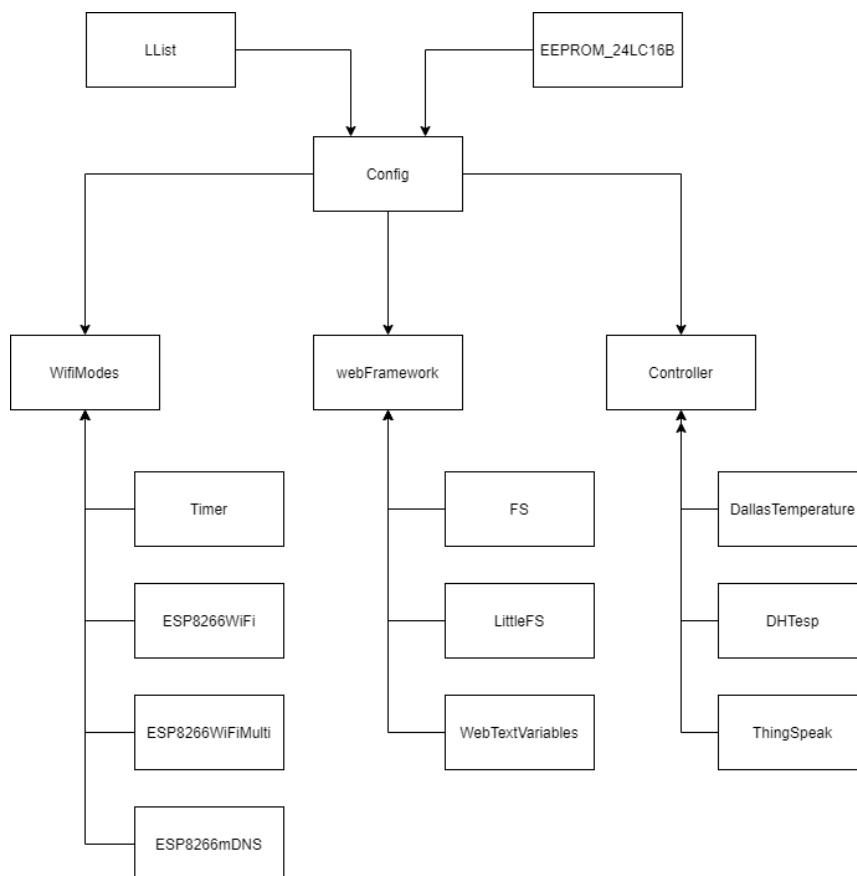 LList
EEPROM_24LC16B
Config
WifiModes
webFramework
Controller
Timer
FS
DallasTemperature
ESP8266WiFi
LittleFS
DHTesp
ESP8266WiFiMulti
WebTextVariables
ThingSpeak
ESP8266mDNS